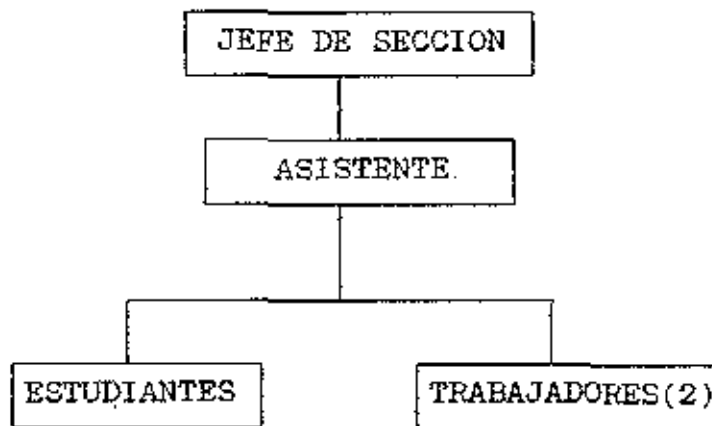 JEFE DE SECCION
ASISTENTE.
ESTUDIANTES
TRABAJADORES(2)